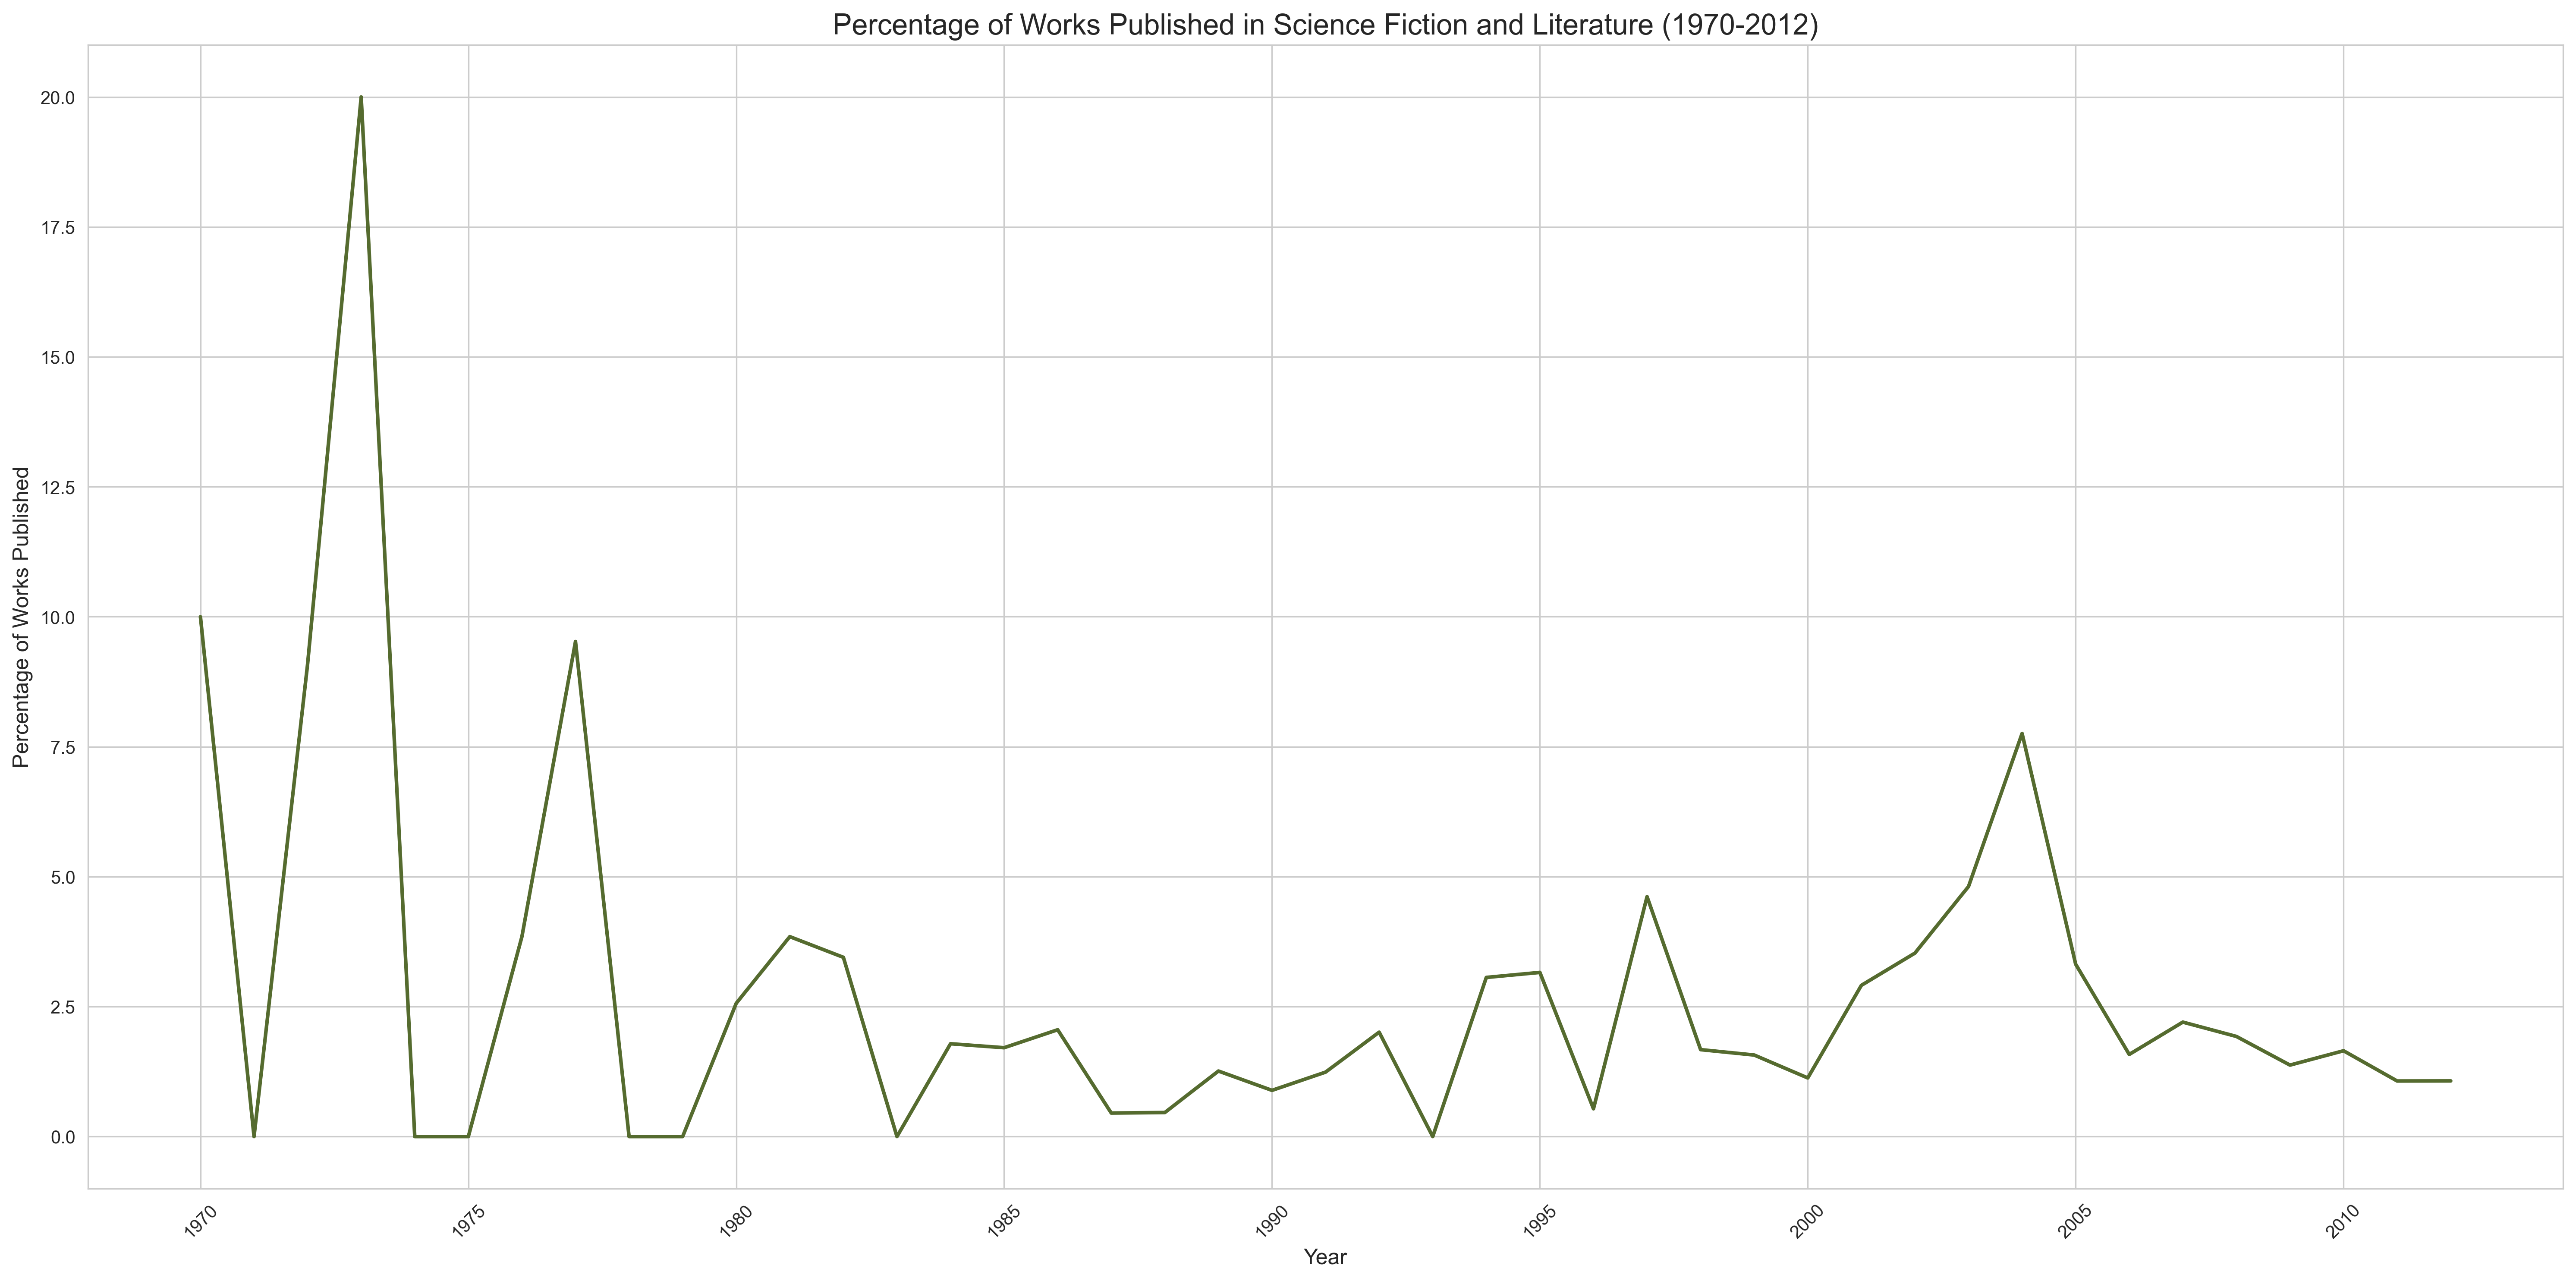 Percentage of Works Published in Science Fiction and Literature (1970-2012)
Percentage of Works Published
20.0
17.5
15.0
12.5
10.0
7.5
5.0
2.5
0.0
1970 1975 1980 1985 1990 1995 2000 2005 2010
Year